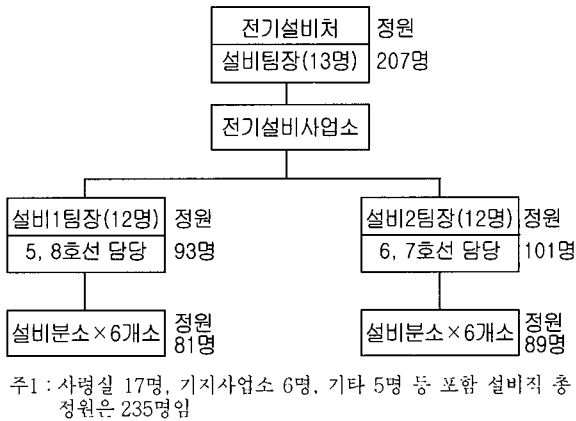 전기설비처 정원
설비팀장(13명) 207명
전기설비사업소
설비1팀장(12명) 정원
5, 8호선 담당 93명
설비2팀장(12명) 정원
6, 7호선 담당 101명
설비분소×6개소 정원
81명
설비분소×6개소 정원
89명
주1 : 사령실 17명, 기지사업소 6명, 기타 5명 등 포함 설비직 총
정원은 235명임